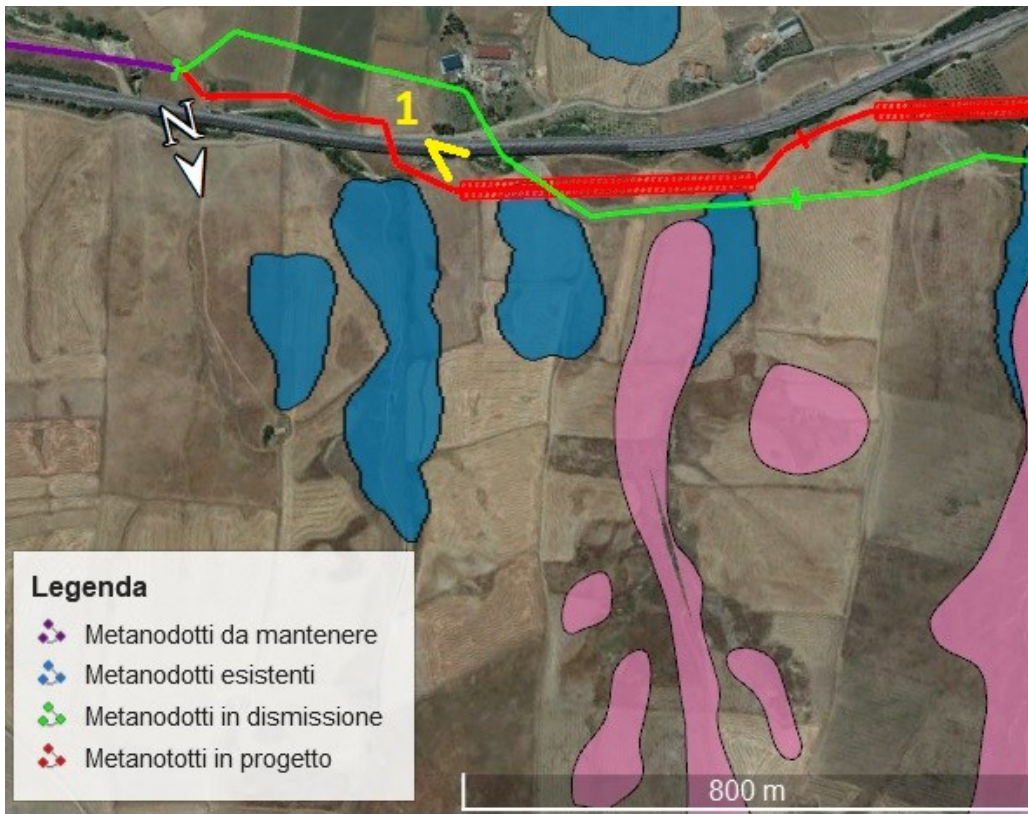 1
N
Legenda
Metanodotti da mantenere
Metanodotti esistenti
Metanodotti in dismissione
Metanototti in progetto
800 m